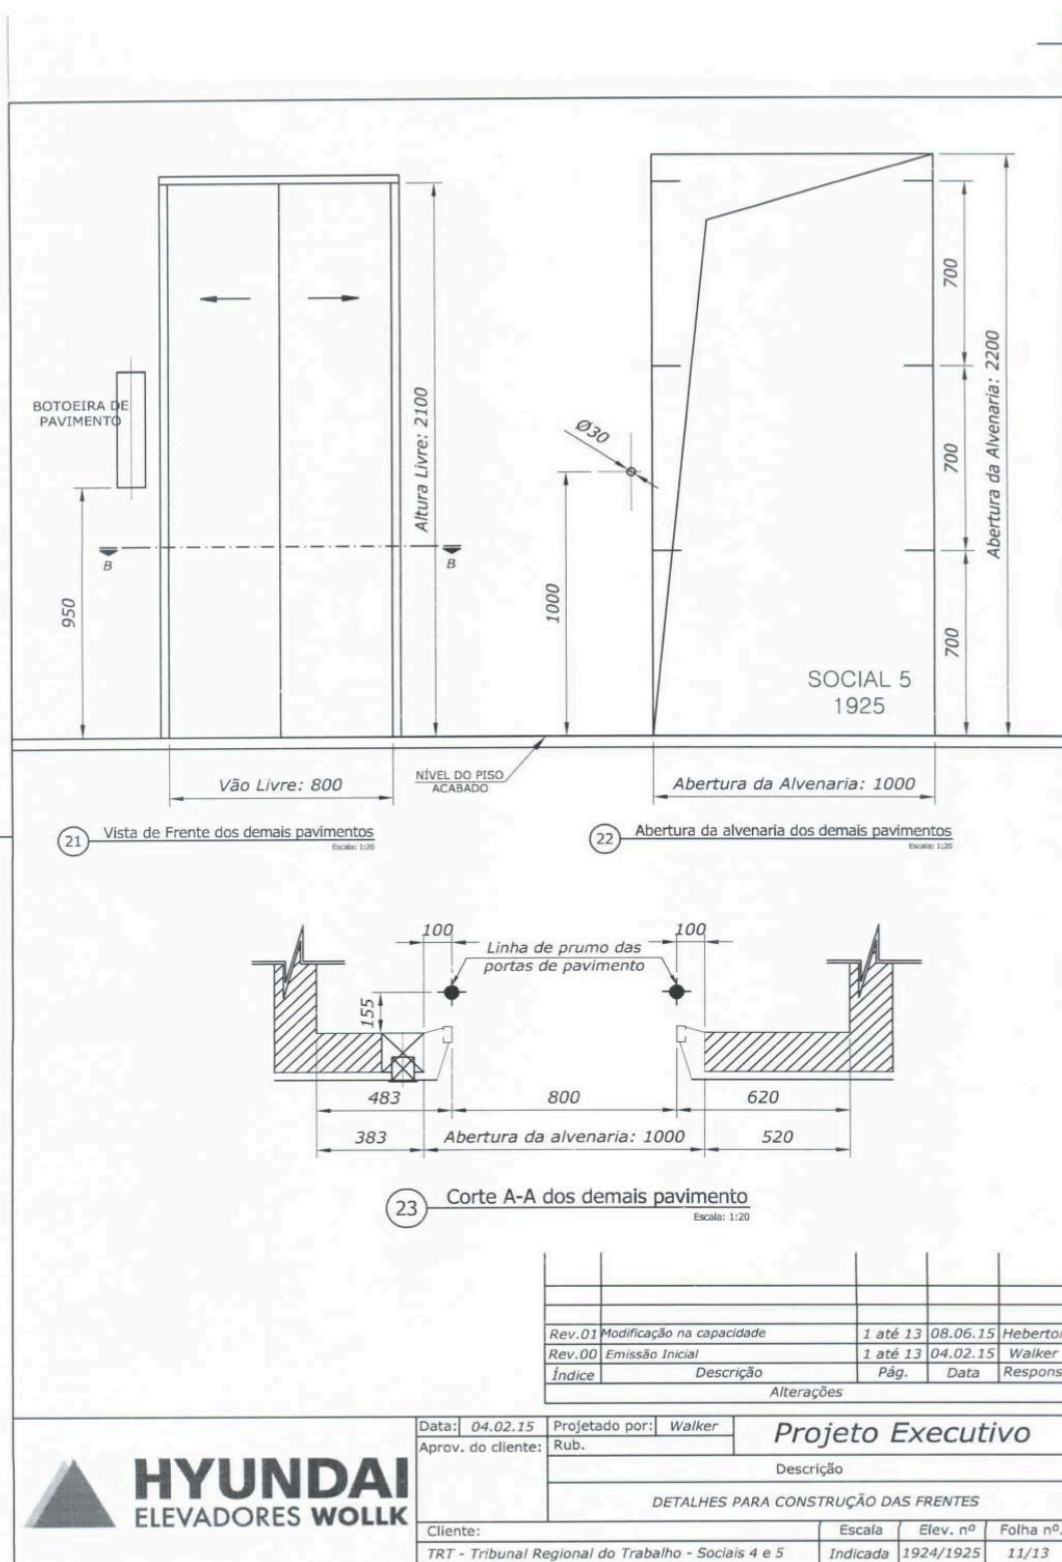 BOTOEIRA DE
PAVIMENTO
950
B
B
Altura Livre: 2100
Vão Livre: 800
NÍVEL DO PISO
ACABADO
21 Vista de Frente dos demais pavimentos
Escala: 1:20
Ø30
1000
700
700
700
Abertura da Alvenaria: 2200
SOCIAL 5
1925
Abertura da Alvenaria: 1000
22 Abertura da alvenaria dos demais pavimentos
Escala: 1:20
100
100
Linha de prumo das
portas de pavimento
155
483
800
620
383
Abertura da alvenaria: 1000
520
23 Corte A-A dos demais pavimento
Escala: 1:20
Rev.01 Modificação na capacidade 1 até 13 08.06.15 Heberto
Rev.00 Emissão Inicial 1 até 13 04.02.15 Walker
Índice Descrição Pág. Data Respons
Alterações
HYUNDAI
ELEVADORES WOLLK
Data: 04.02.15 Projetado por: Walker
Aprov. do cliente: Rub.
Projeto Executivo
Descrição
DETALHES PARA CONSTRUÇÃO DAS FRENTES
Cliente: Escala Elev. nº Folha nº
TRT - Tribunal Regional do Trabalho - Sociais 4 e 5 Indicada 1924/1925 11/13